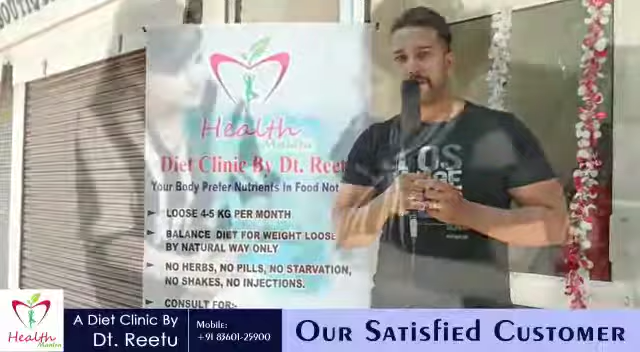 Health
Mantra
Diet Clinic By Dt. Reet
Your Body Prefer Nutrients In Food Not
LOOSE 4-5 KG PER MONTH
BALANCE DIET FOR WEIGHT LOOSE
BY NATURAL WAY ONLY
NO HERBS, NO PILLS, NO STARVATION,
NO SHAKES, NO INJECTIONS.
CONSULT FOR:-
Health
Mantra
A Diet Clinic By
Dt. Reetu
Mobile:
+91 83601-25900
OUR SATISFIED CUSTOMER